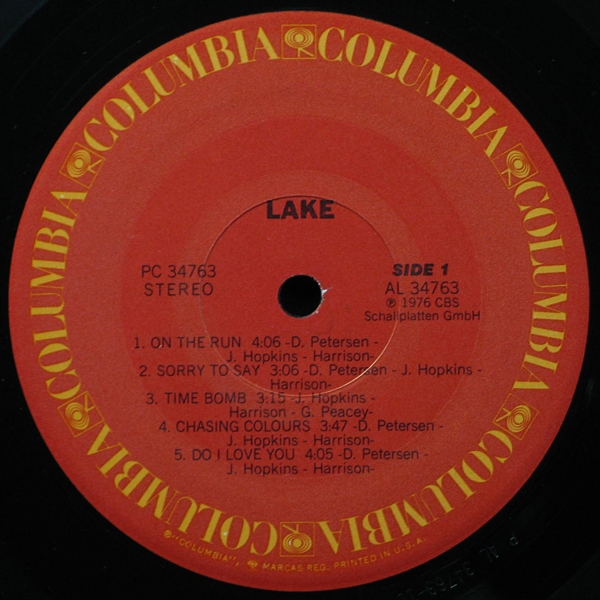 COLUMBIA COLUMBIA COLUMBIA COLUMBIA COLUMBIA COLUMBIA
LAKE
PC 34763
STEREO
SIDE 1
AL 34763
℗ 1976 CBS
Schallplatten GmbH
1. ON THE RUN 4:06 -D. Petersen -
J. Hopkins - Harrison-
2. SORRY TO SAY 3:06 -D. Petersen - J. Hopkins -
Harrison-
3. TIME BOMB 3:15 -J. Hopkins -
Harrison - G. Peacey-
4. CHASING COLOURS 3:47 -D. Petersen -
J. Hopkins - Harrison-
5. DO I LOVE YOU 4:05 -D. Petersen -
J. Hopkins - Harrison-
®"COLUMBIA", MARCAS REG. PRINTED IN U.S.A.